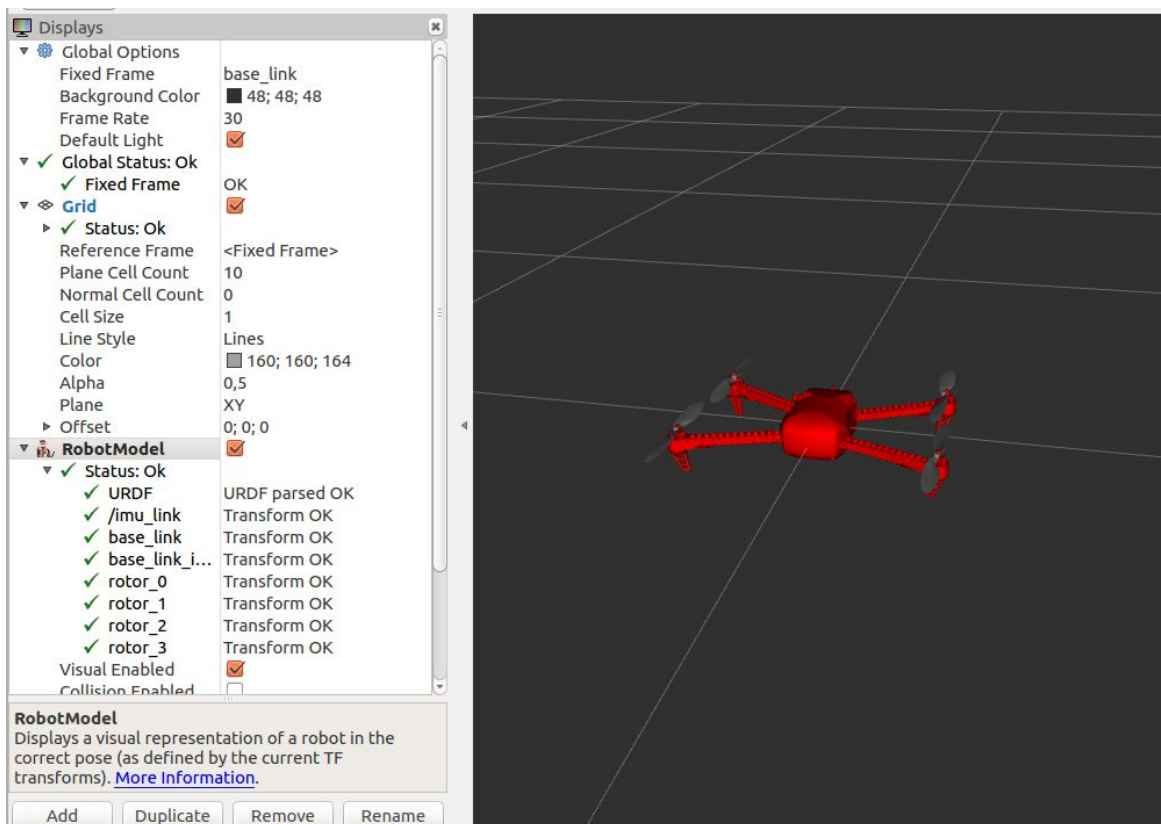 Displays
Global Options
Fixed Frame base_link
Background Color 48; 48; 48
Frame Rate 30
Default Light
Global Status: Ok
Fixed Frame OK
Grid
Status: Ok
Reference Frame <Fixed Frame>
Plane Cell Count 10
Normal Cell Count 0
Cell Size 1
Line Style Lines
Color 160; 160; 164
Alpha 0,5
Plane XY
Offset 0; 0; 0
RobotModel
Status: Ok
URDF URDF parsed OK
/imu_link Transform OK
base_link Transform OK
base_link_i... Transform OK
rotor_0 Transform OK
rotor_1 Transform OK
rotor_2 Transform OK
rotor_3 Transform OK
Visual Enabled
Collision Enabled
RobotModel
Displays a visual representation of a robot in the
correct pose (as defined by the current TF
transforms). More Information.
Add Duplicate Remove Rename